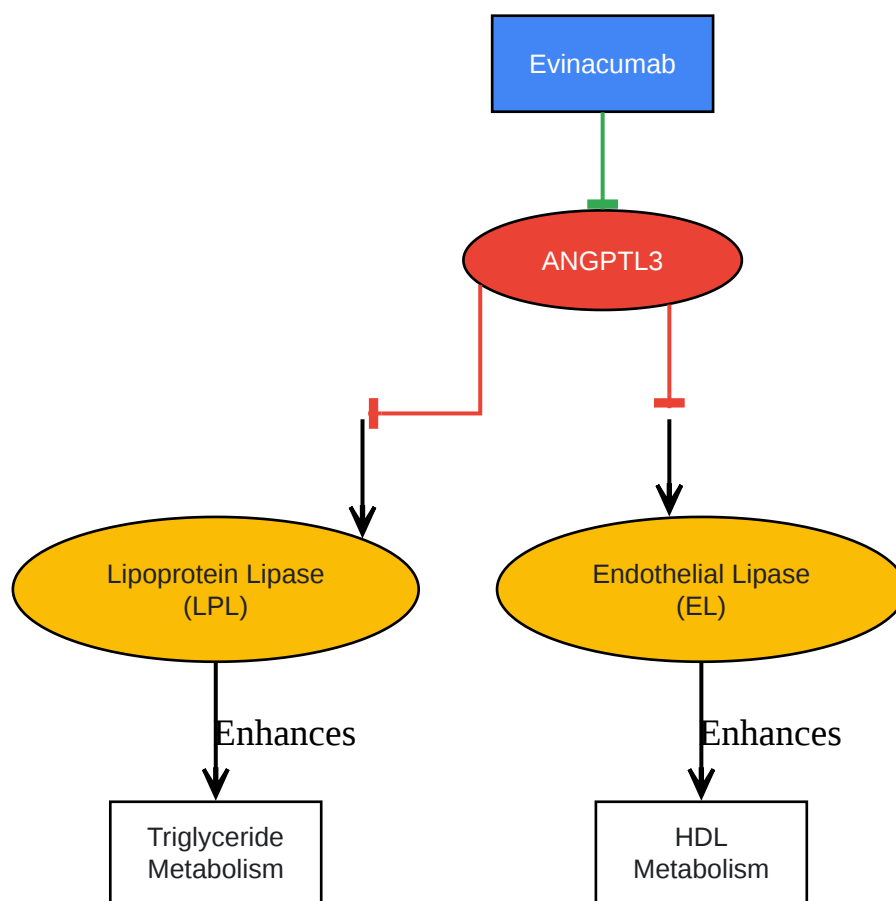 Evinacumab
ANGPTL3
Lipoprotein Lipase
(LPL)
Endothelial Lipase
(EL)
Enhances
Enhances
Triglyceride
Metabolism
HDL
Metabolism